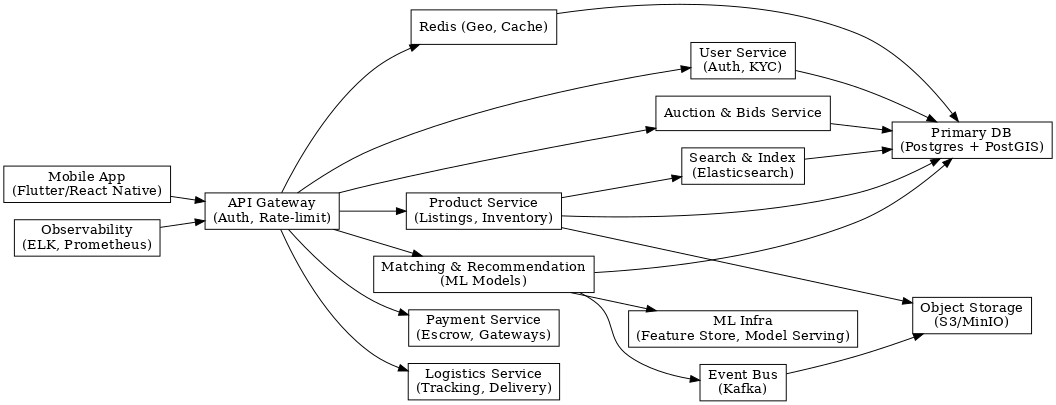 Redis (Geo, Cache)
User Service
(Auth, KYC)
Auction & Bids Service
Primary DB
(Postgres + PostGIS)
Search & Index
(Elasticsearch)
Mobile App
(Flutter/React Native)
API Gateway
(Auth, Rate-limit)
Product Service
(Listings, Inventory)
Observability
(ELK, Prometheus)
Matching & Recommendation
(ML Models)
Object Storage
(S3/MinIO)
Payment Service
(Escrow, Gateways)
ML Infra
(Feature Store, Model Serving)
Logistics Service
(Tracking, Delivery)
Event Bus
(Kafka)